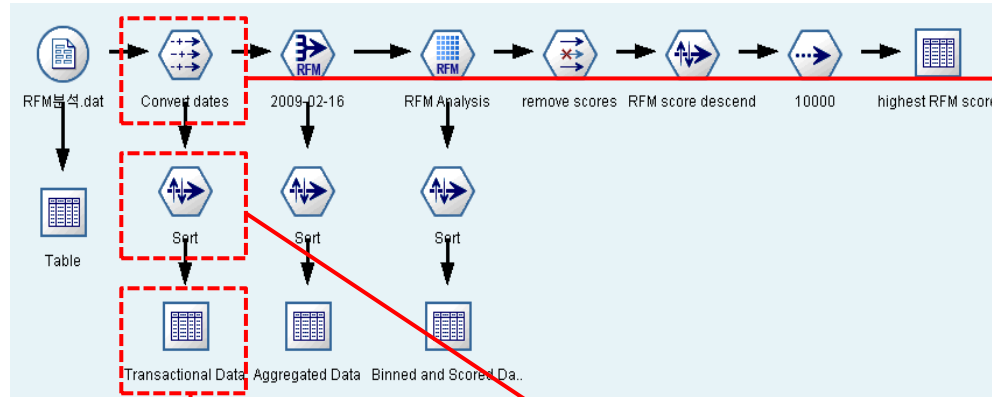 RFM
RFM
RFM분석.dat Convert dates 2009-02-16 RFM Analysis remove scores RFM score descend 10000 highest RFM score
Sort Sort Sort
Table
Transactional Data Aggregated Data Binned and Scored Da..